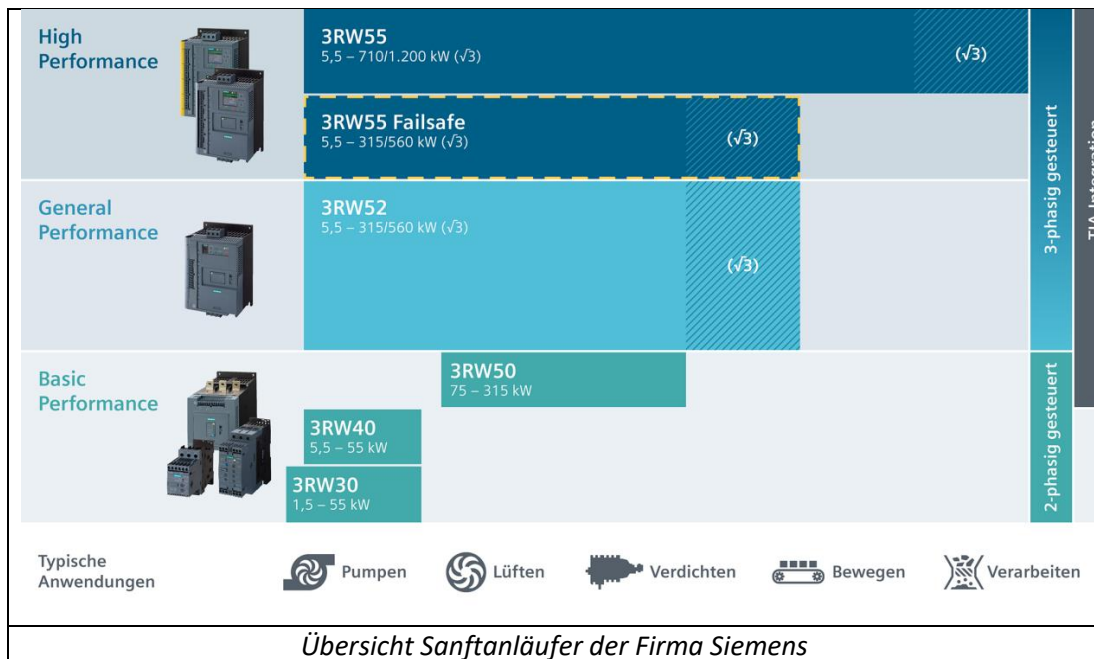 High
Performance
3RW55
5,5 – 710/1.200 kW (√3)
(√3)
3RW55 Failsafe
5,5 – 315/560 kW (√3)
(√3)
3-phasig gesteuert
TIA-Integration
General
Performance
3RW52
5,5 – 315/560 kW (√3)
(√3)
Basic
Performance
3RW50
75 – 315 kW
3RW40
5,5 – 55 kW
3RW30
1,5 – 55 kW
2-phasig gesteuert
Typische
Anwendungen
Pumpen
Lüften
Verdichten
Bewegen
Verarbeiten
Übersicht Sanftanläufer der Firma Siemens